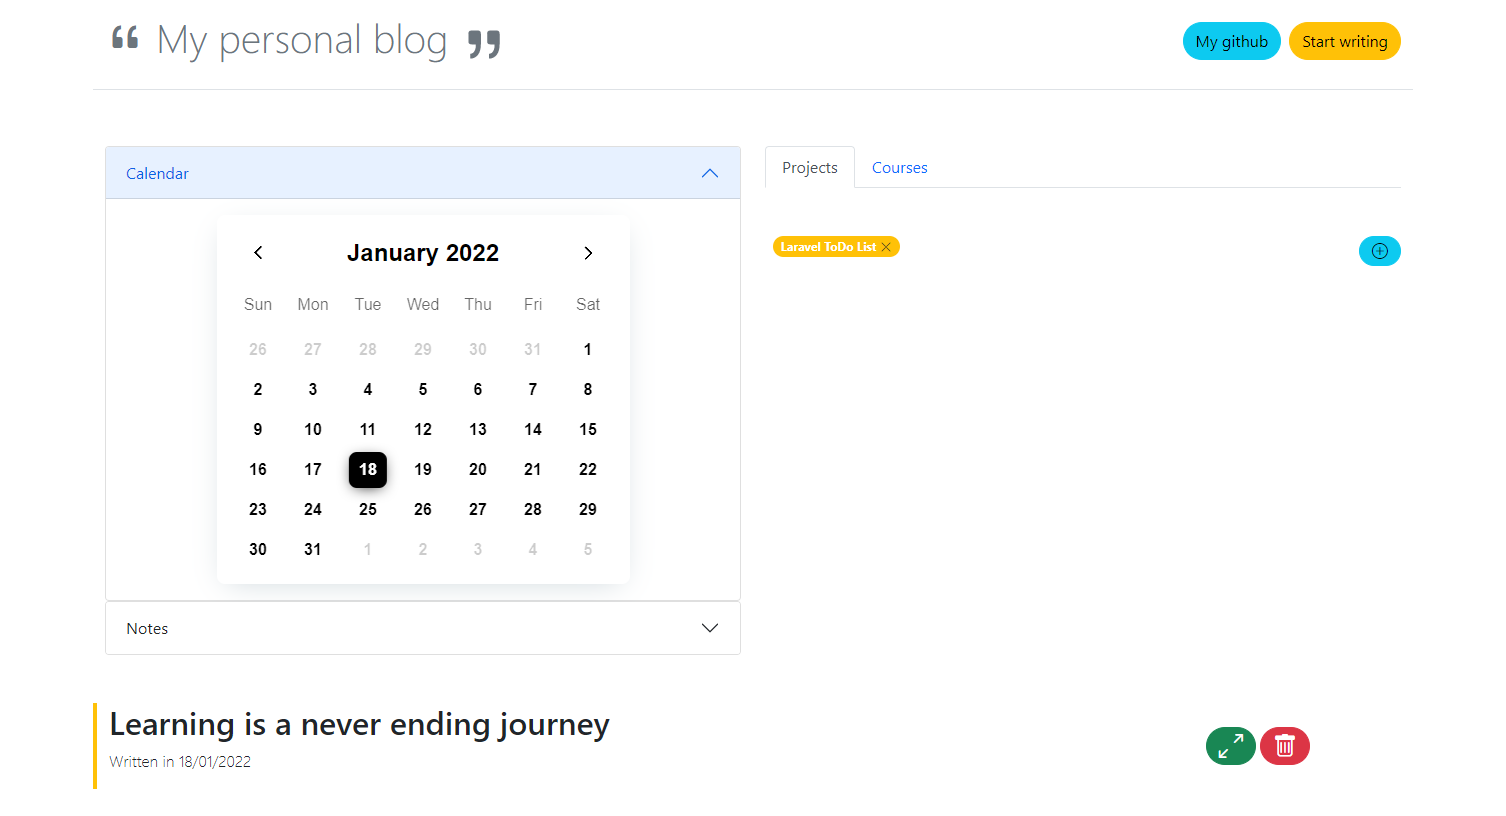 ❝ My personal blog ❞
My github
Start writing
Calendar
January 2022
Sun Mon Tue Wed Thu Fri Sat
26 27 28 29 30 31 1
2 3 4 5 6 7 8
9 10 11 12 13 14 15
16 17 18 19 20 21 22
23 24 25 26 27 28 29
30 31 1 2 3 4 5
Notes
Projects
Courses
Laravel ToDo List
Learning is a never ending journey
Written in 18/01/2022